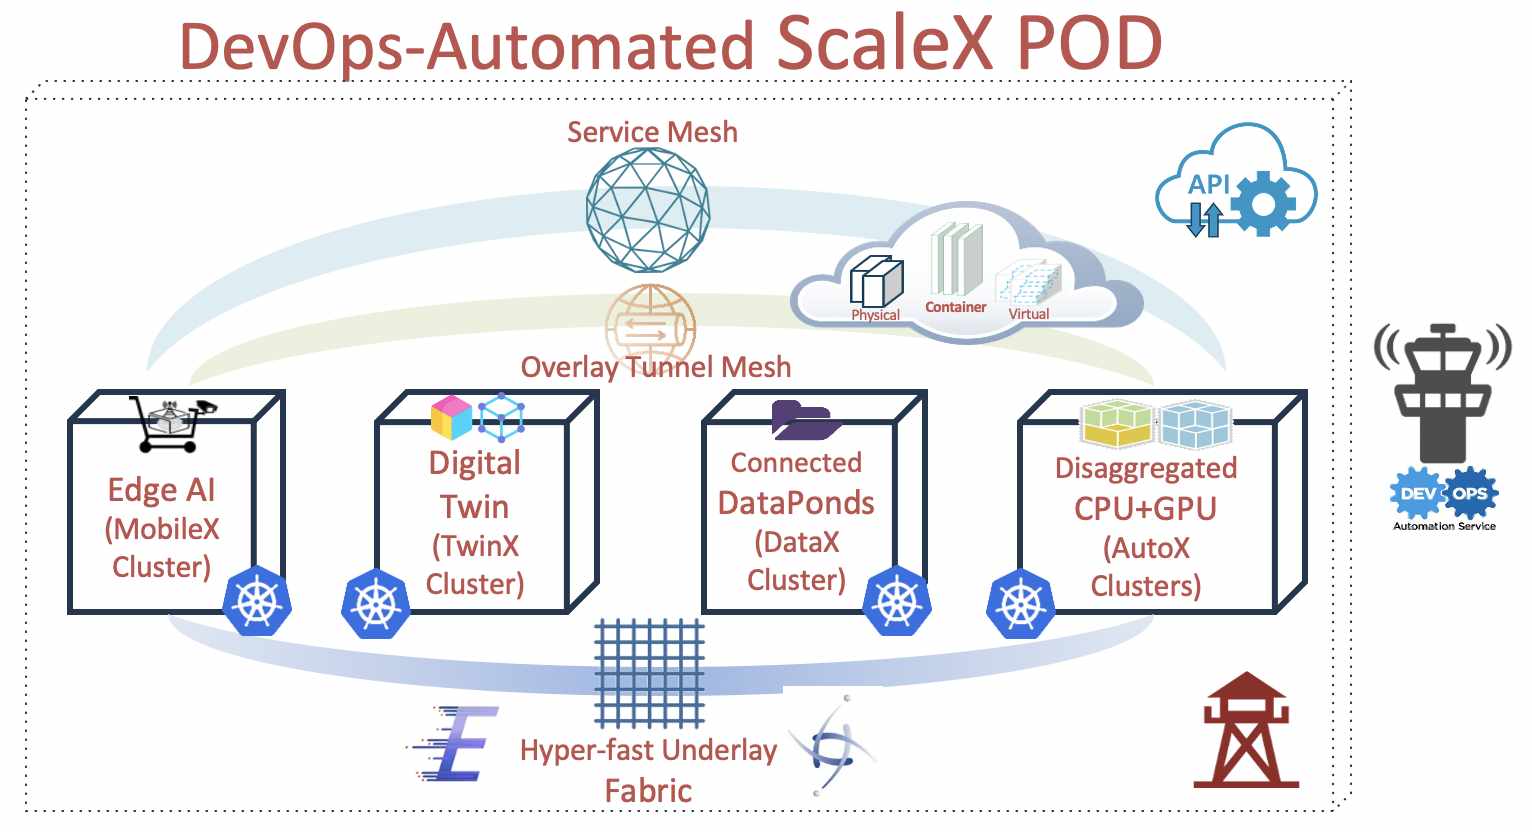 DevOps-Automated ScaleX POD
Service Mesh
API
Physical
Container
Virtual
Overlay Tunnel Mesh
Edge AI
(MobileX
Cluster)
Digital
Twin
(TwinX
Cluster)
Connected
DataPonds
(DataX
Cluster)
Disaggregated
CPU+GPU
(AutoX
Clusters)
DEV OPS
Automation Service
E
Hyper-fast Underlay
Fabric